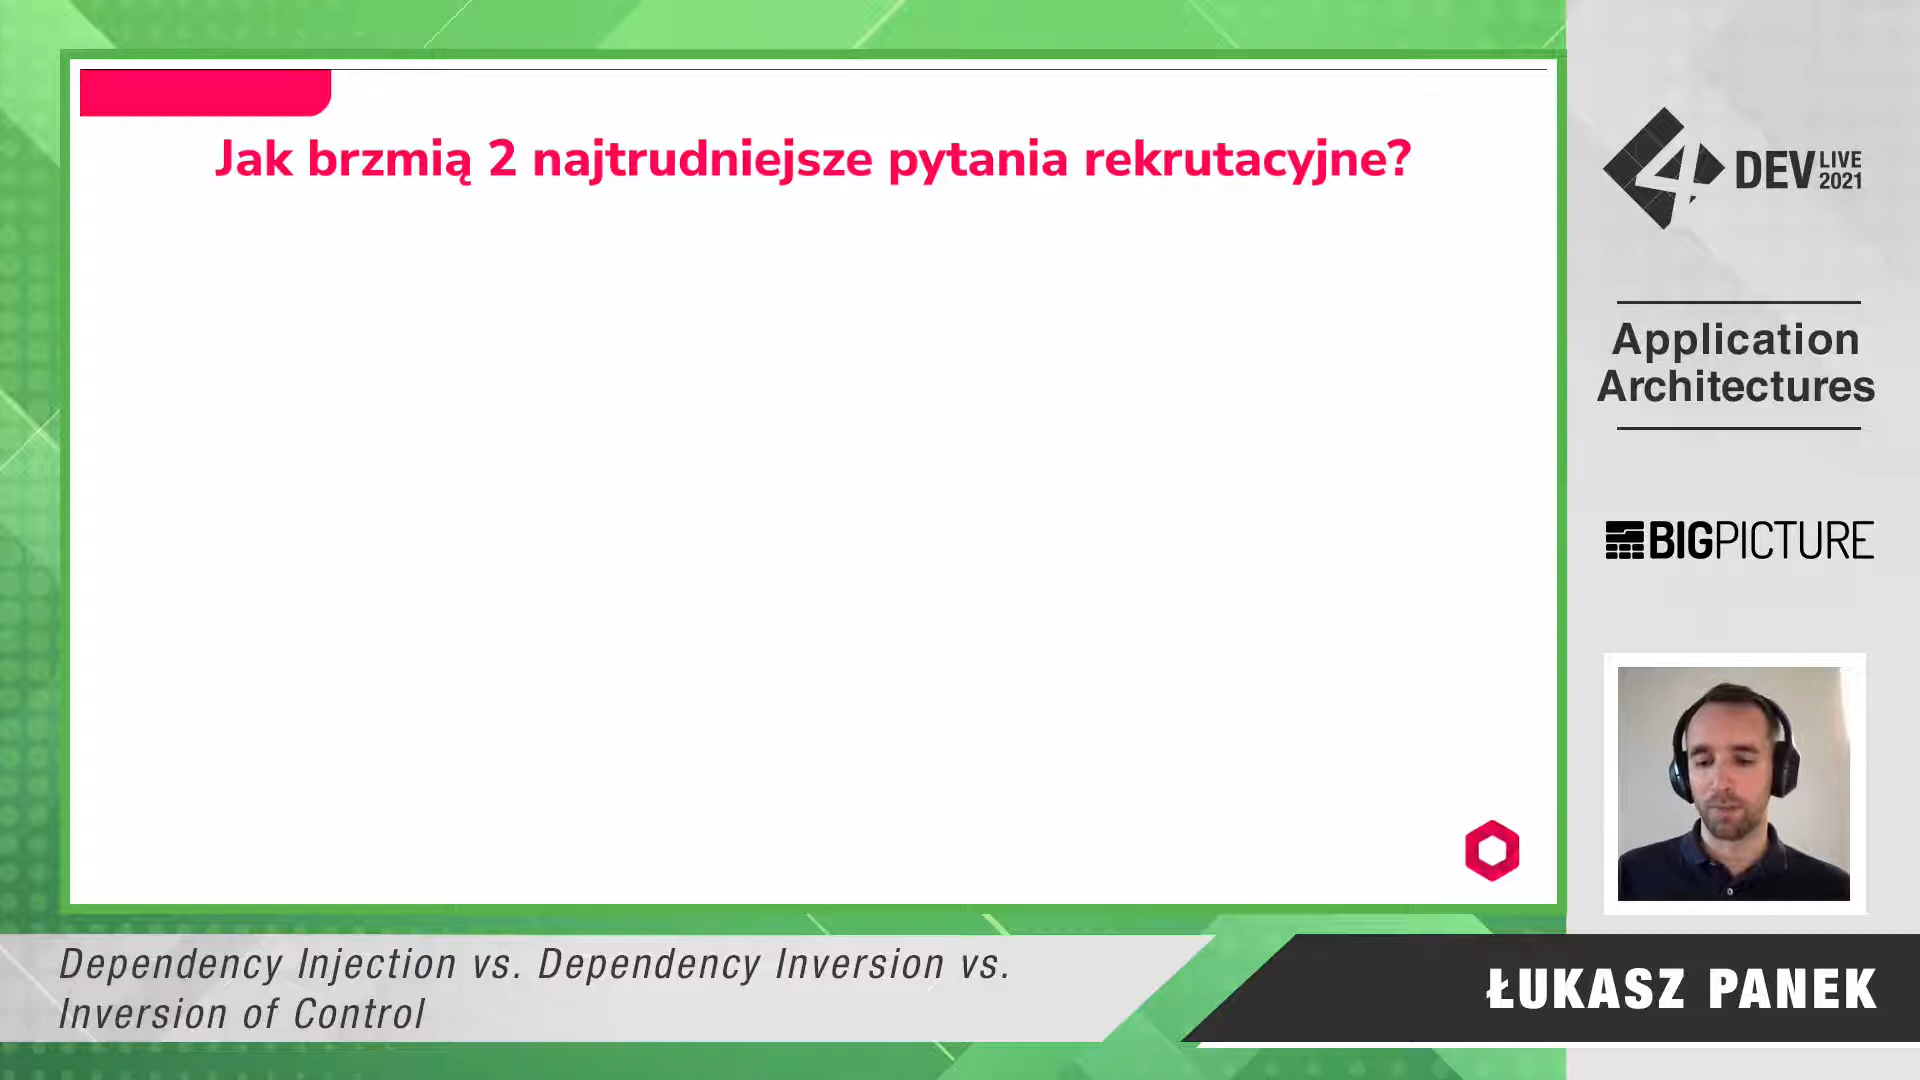 Jak brzmią 2 najtrudniejsze pytania rekrutacyjne?
4
DEV
LIVE
2021
Application
Architectures
BIGPICTURE
Dependency Injection vs. Dependency Inversion vs.
Inversion of Control
ŁUKASZ PANEK